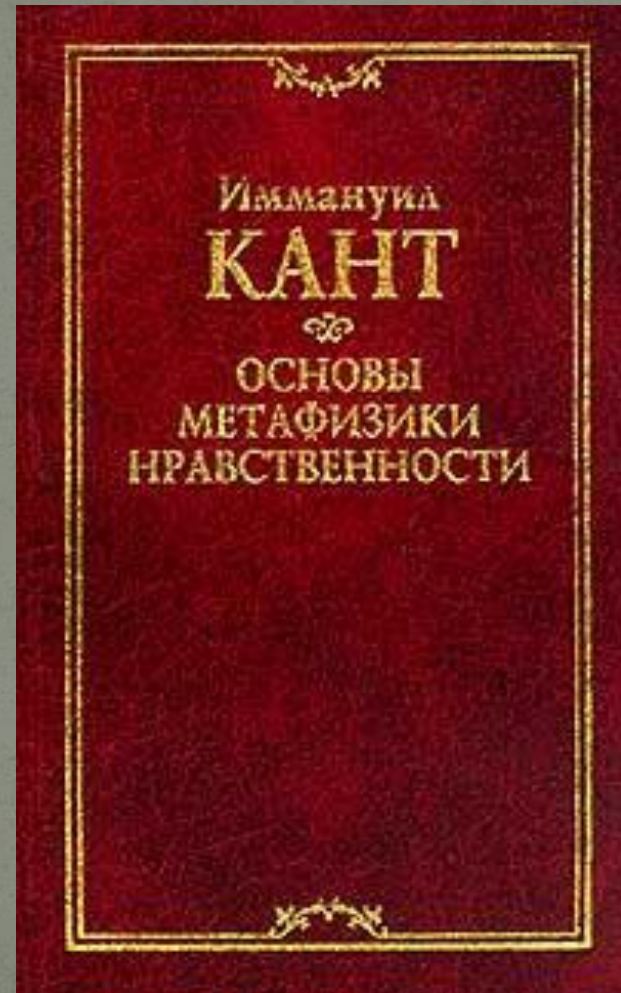 Иммануил
КАНТ
ОСНОВЫ
МЕТАФИЗИКИ
НРАВСТВЕННОСТИ